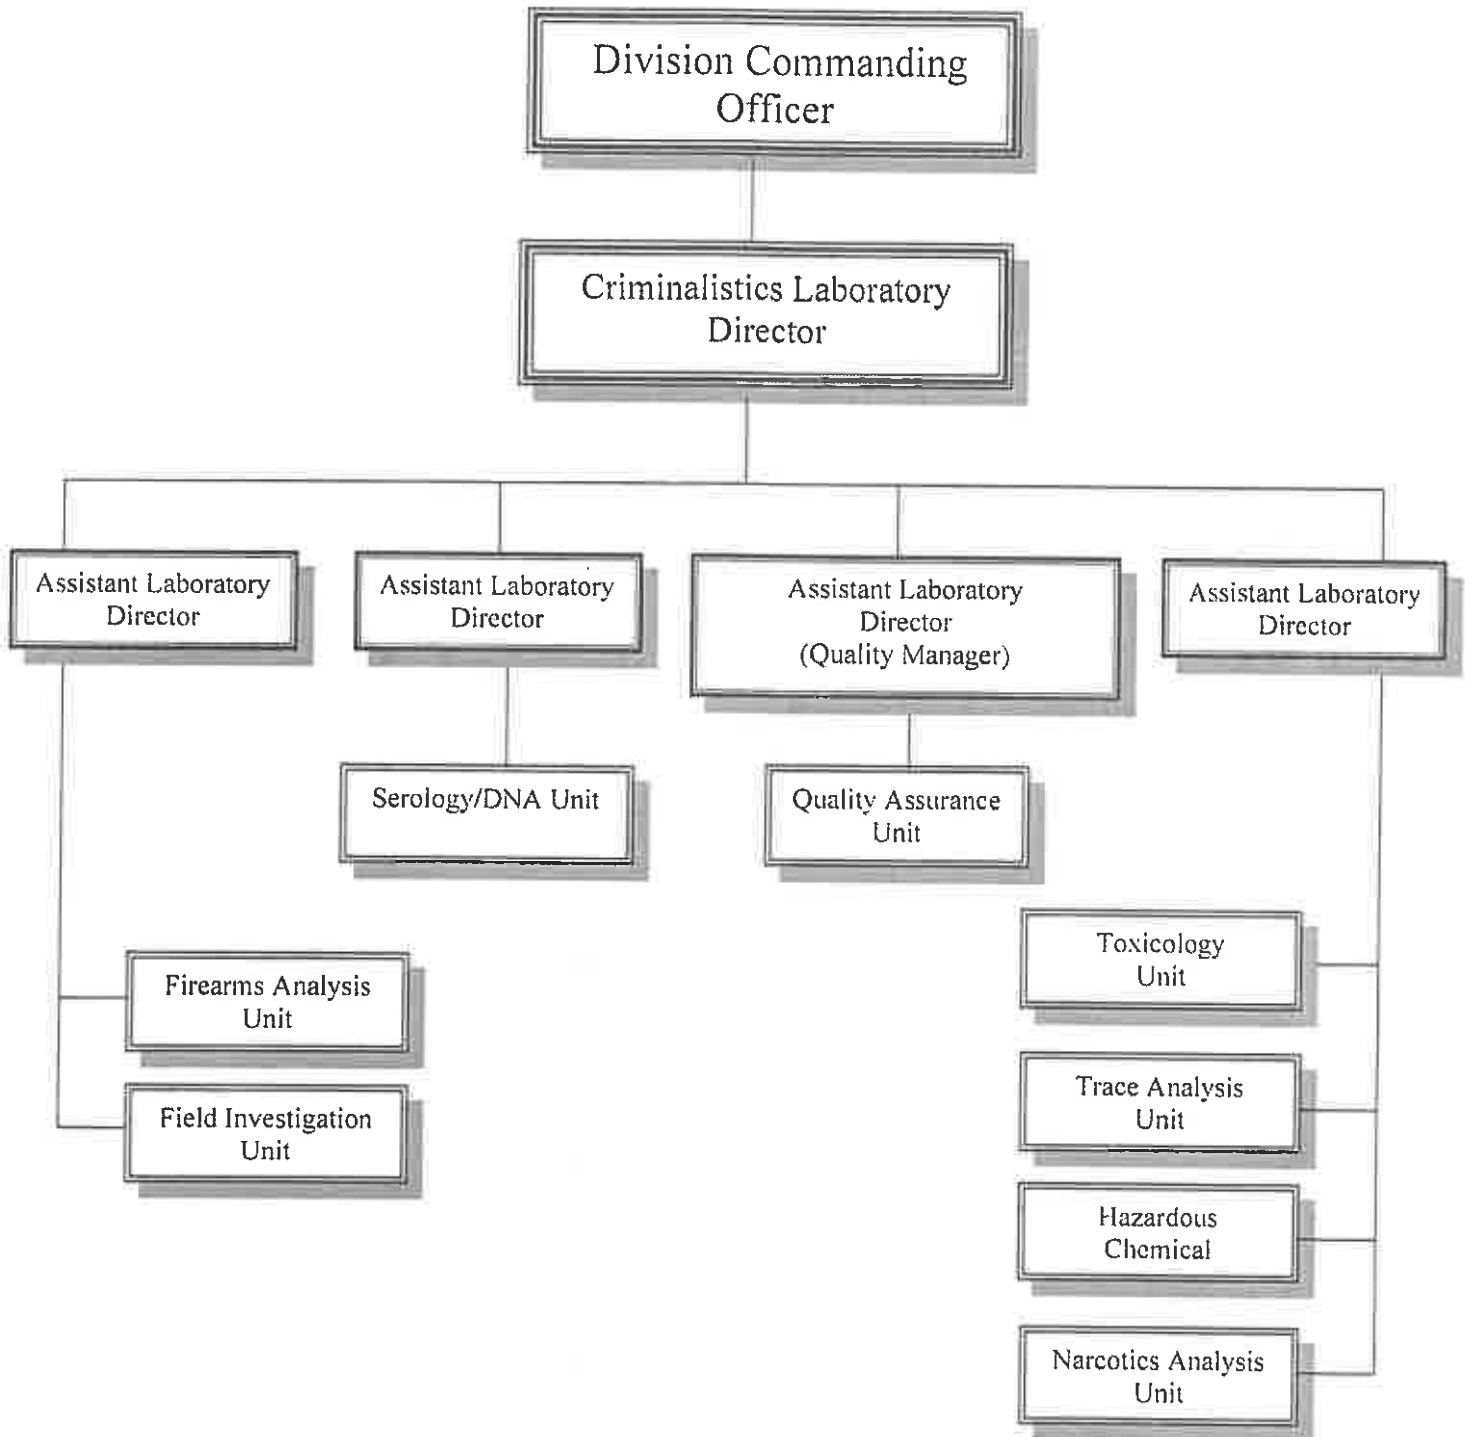 Division Commanding
Officer
Criminalistics Laboratory
Director
Assistant Laboratory
Director
Assistant Laboratory
Director
Assistant Laboratory
Director
(Quality Manager)
Assistant Laboratory
Director
Serology/DNA Unit
Quality Assurance
Unit
Firearms Analysis
Unit
Field Investigation
Unit
Toxicology
Unit
Trace Analysis
Unit
Hazardous
Chemical
Narcotics Analysis
Unit